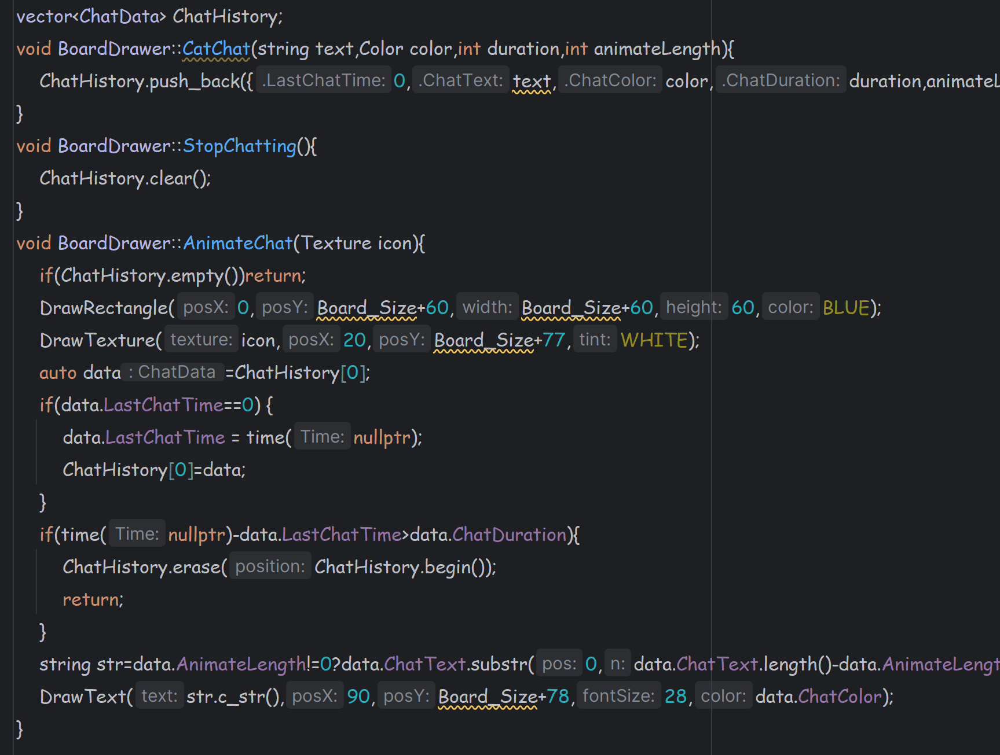 vector<ChatData> ChatHistory;
void BoardDrawer::CatChat(string text,Color color,int duration,int animateLength){
ChatHistory.push_back({ .LastChatTime: 0, .ChatText: text, .ChatColor: color, .ChatDuration: duration,animateL
}
void BoardDrawer::StopChatting(){
ChatHistory.clear();
}
void BoardDrawer::AnimateChat(Texture icon){
if(ChatHistory.empty())return;
DrawRectangle( posX: 0, posY: Board_Size+60, width: Board_Size+60, height: 60, color: BLUE);
DrawTexture( texture: icon, posX: 20, posY: Board_Size+77, tint: WHITE);
auto data : ChatData =ChatHistory[0];
if(data.LastChatTime==0) {
data.LastChatTime = time( Time: nullptr);
ChatHistory[0]=data;
}
if(time( Time: nullptr)-data.LastChatTime>data.ChatDuration){
ChatHistory.erase( position: ChatHistory.begin());
return;
}
string str=data.AnimateLength!=0?data.ChatText.substr( pos: 0, n: data.ChatText.length()-data.AnimateLengt
DrawText( text: str.c_str(), posX: 90, posY: Board_Size+78, fontSize: 28, color: data.ChatColor);
}